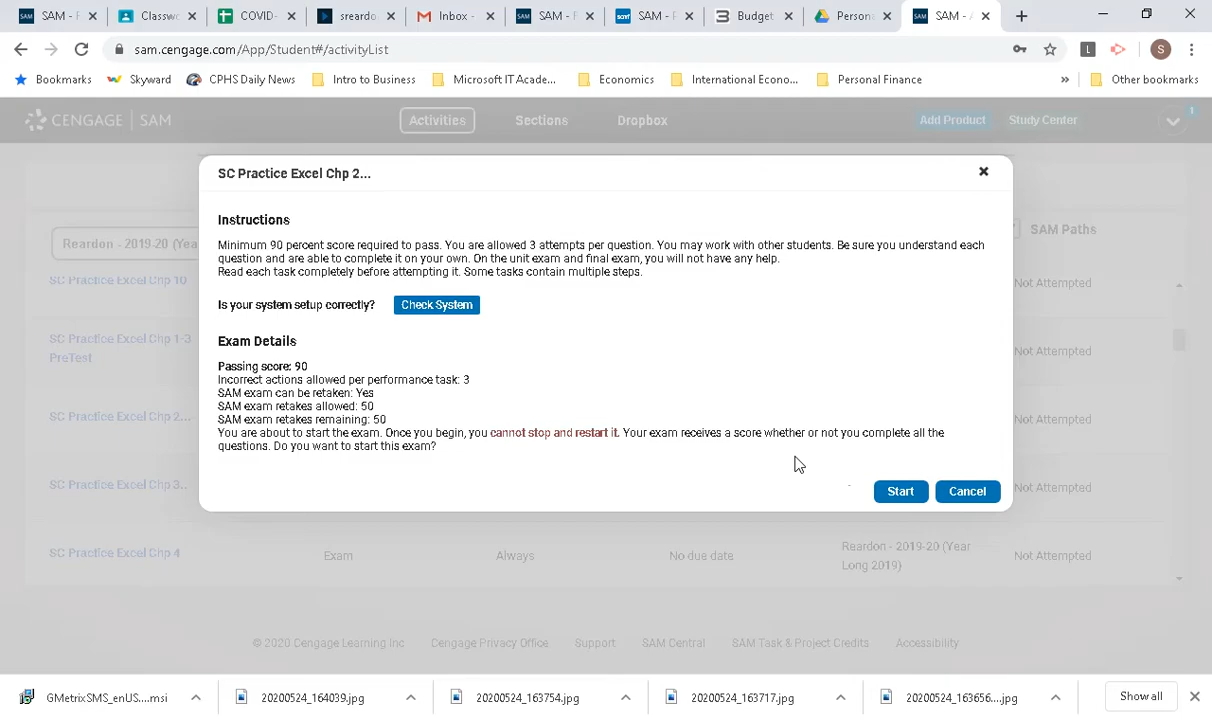 SAM - F
Classwo
COVID-
sreardo
Inbox -
SAM - F
SAM - P
Budget
Person
SAM - A
sam.cengage.com/App/Student#/activityList
L
S
Bookmarks
Skyward
CPHS Daily News
Intro to Business
Microsoft IT Acade...
Economics
International Econo...
Personal Finance
»
Other bookmarks
CENGAGE | SAM
Activities
Sections
Dropbox
Add Product
Study Center
1
SC Practice Excel Chp 2...
Instructions
Minimum 90 percent score required to pass. You are allowed 3 attempts per question. You may work with other students. Be sure you understand each
question and are able to complete it on your own. On the unit exam and final exam, you will not have any help.
Read each task completely before attempting it. Some tasks contain multiple steps.
Is your system setup correctly?
Check System
Exam Details
Passing score: 90
Incorrect actions allowed per performance task: 3
SAM exam can be retaken: Yes
SAM exam retakes allowed: 50
SAM exam retakes remaining: 50
You are about to start the exam. Once you begin, you cannot stop and restart it. Your exam receives a score whether or not you complete all the
questions. Do you want to start this exam?
Start
Cancel
Reardon - 2019-20 (Yea
SAM Paths
SC Practice Excel Chp 10
Not Attempted
SC Practice Excel Chp 1-3
PreTest
Not Attempted
SC Practice Excel Chp 2...
Not Attempted
SC Practice Excel Chp 3...
Not Attempted
SC Practice Excel Chp 4
Exam
Always
No due date
Reardon - 2019-20 (Year
Long 2019)
Not Attempted
© 2020 Cengage Learning Inc
Cengage Privacy Office
Support
SAM Central
SAM Task & Project Credits
Accessibility
GMetrixSMS_enUS....msi
20200524_164039.jpg
20200524_163754.jpg
20200524_163717.jpg
20200524_163656....jpg
Show all